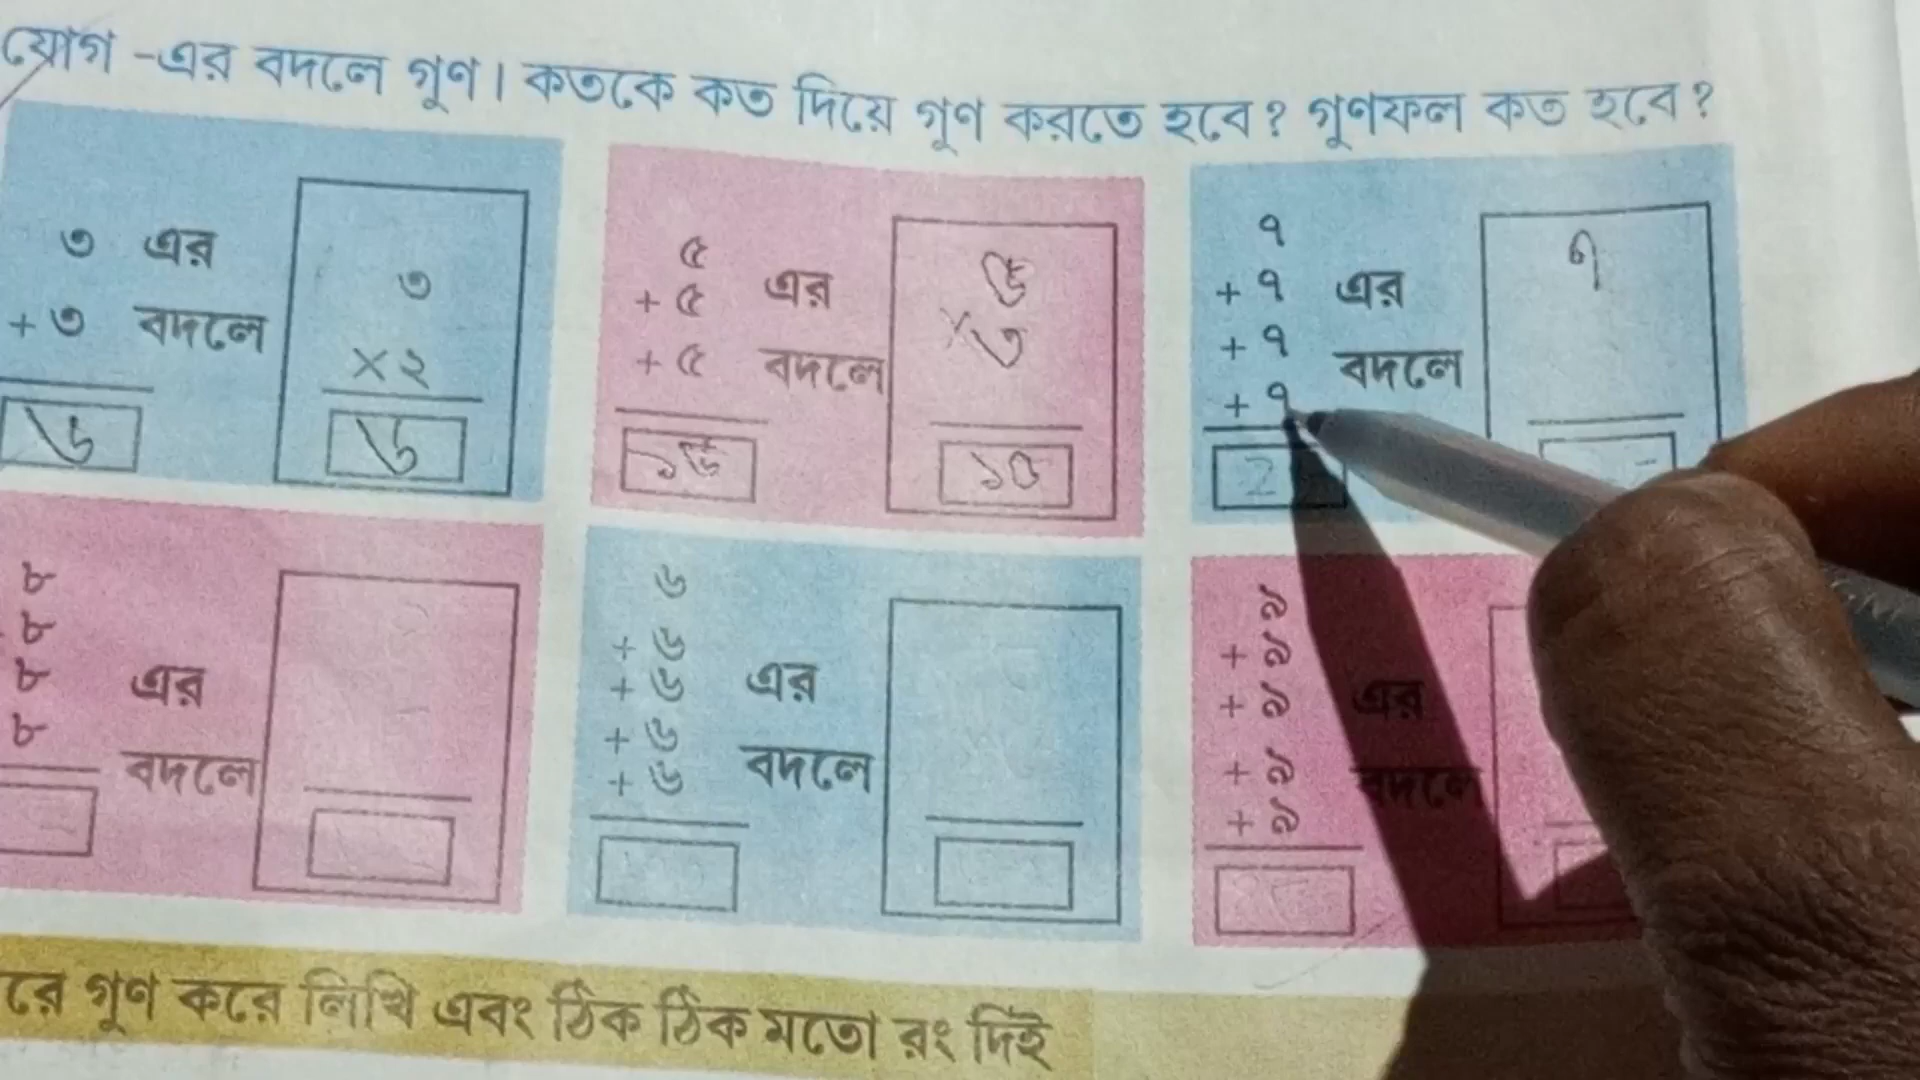 যোগ -এর বদলে গুণ। কতকে কত দিয়ে গুণ করতে হবে? গুণফল কত হবে?
৩ এর
+ ৩ বদলে
৬
৩
×২
৬
৫
+ ৫ এর
+ ৫ বদলে
১৫
৫
×৩
১৫
৭
+ ৭ এর
+ ৭ বদলে
+ ৭
৭
৮
৮
৮ এর
৮ বদলে
৬
+ ৬
+ ৬ এর
+ ৬ বদলে
+ ৬
৯
+ ৯
+ ৯ এর
+ ৯ বদলে
+ ৯
রে গুণ করে লিখি এবং ঠিক ঠিক মতো রং দিই